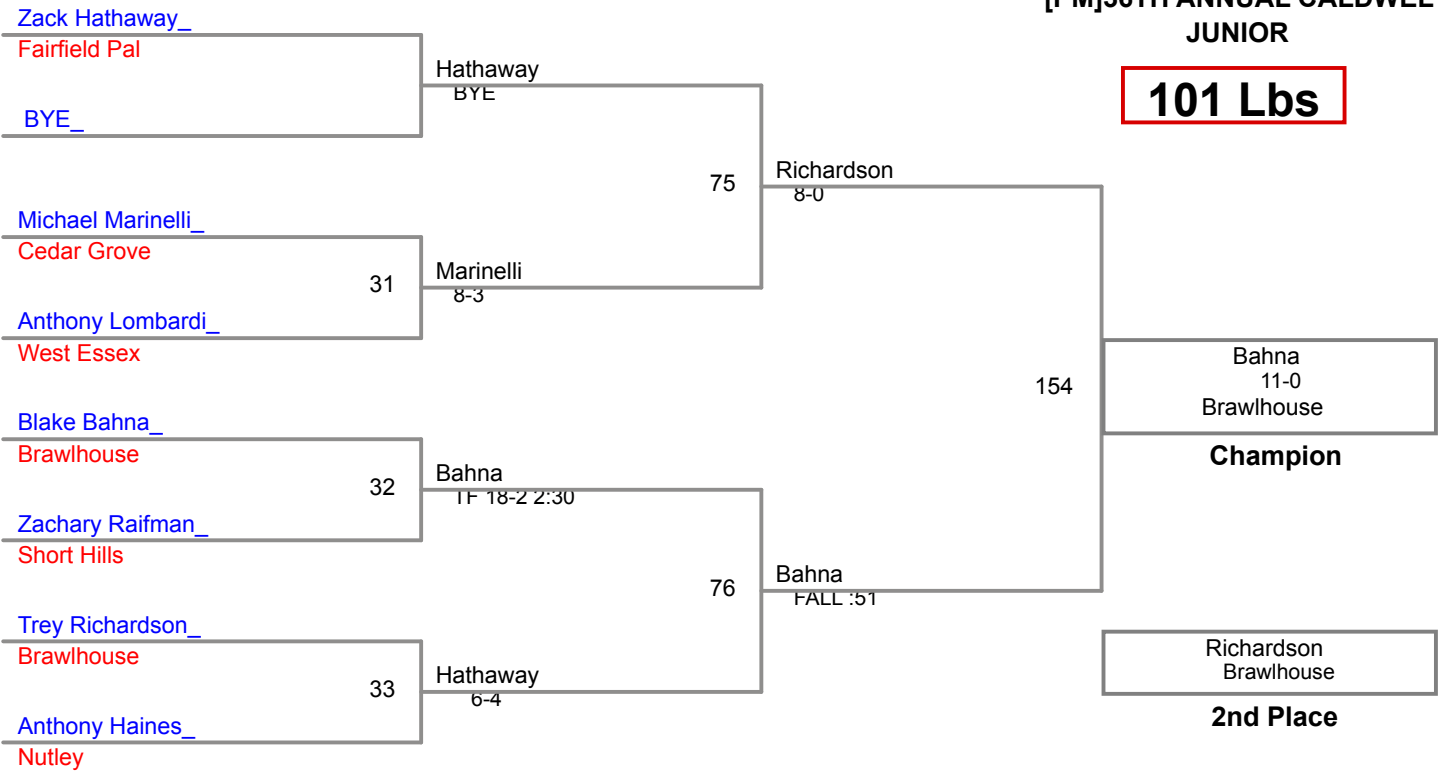 Zack Hathaway_
Fairfield Pal
BYE_
Michael Marinelli_
Cedar Grove
Anthony Lombardi_
West Essex
Blake Bahna_
Brawlhouse
Zachary Raifman_
Short Hills
Trey Richardson_
Brawlhouse
Anthony Haines_
Nutley
31
32
33
Hathaway
BYE
Marinelli
8-3
Bahna
TF 18-2 2:30
Hathaway
6-4
75
76
Richardson
8-0
Bahna
FALL :51
154
JUNIOR
101 Lbs
Bahna
11-0
Brawlhouse
Champion
Richardson
Brawlhouse
2nd Place